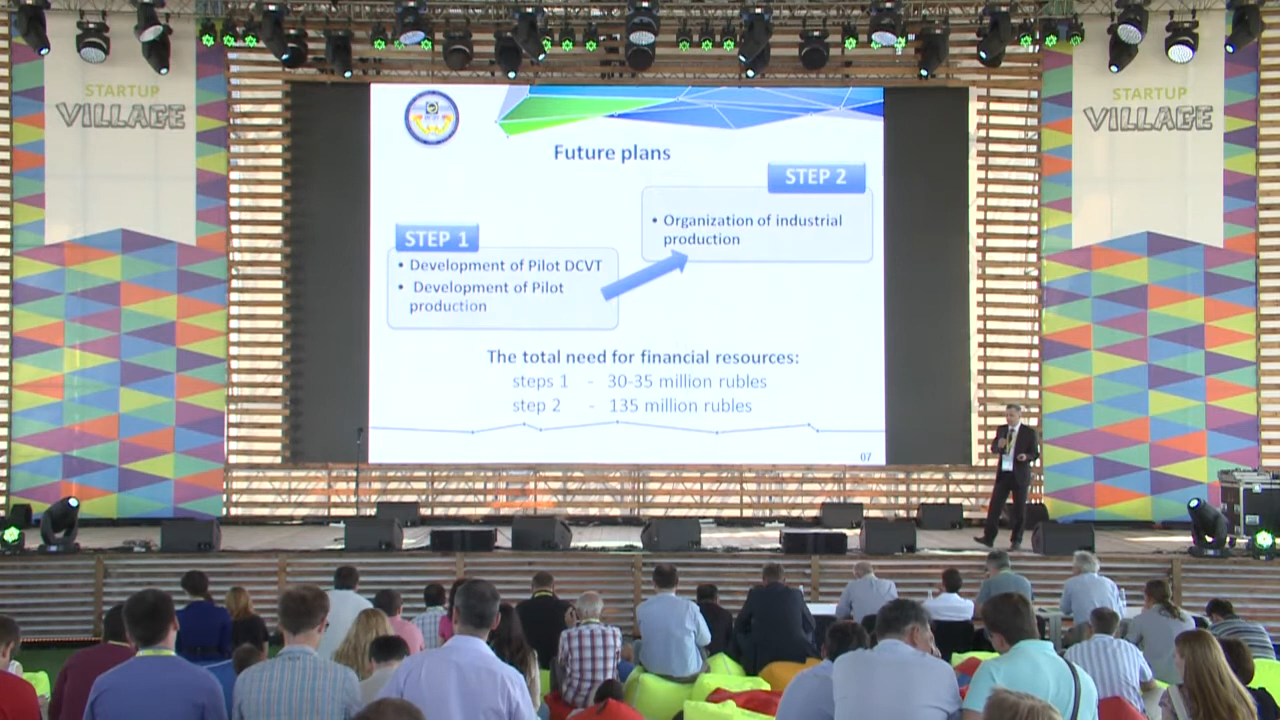 STARTUP
VILLAGE
STARTUP
VILLAGE
Future plans
STEP 2
• Organization of industrial
production
STEP 1
• Development of Pilot DCVT
• Development of Pilot
production
The total need for financial resources:
steps 1 - 30-35 million rubles
step 2 - 135 million rubles
07